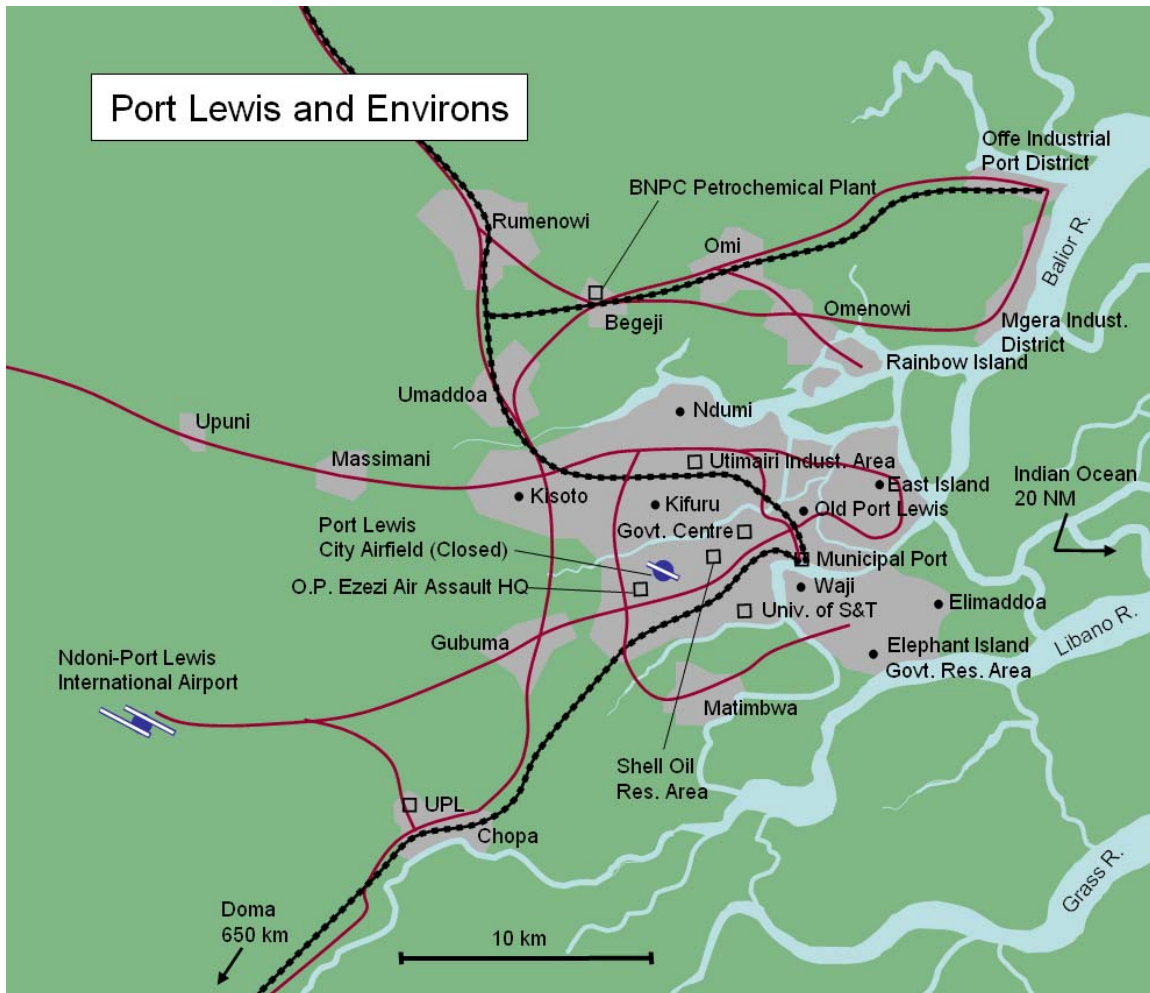 Port Lewis and Environs
Offe Industrial
Port District
BNPC Petrochemical Plant
Rumenowi
Omi
Balior R.
Omenowi
Begeji
Mgera Indust.
District
Rainbow Island
Umaddoa
Ndumi
Upuni
Massimani
Utimairi Indust. Area
Indian Ocean
20 NM
East Island
Kisoto
Kifuru
Old Port Lewis
Port Lewis
City Airfield (Closed)
Govt. Centre
Municipal Port
O.P. Ezezi Air Assault HQ
Waji
Univ. of S&T
Elimaddoa
Libano R.
Gubuma
Elephant Island
Govt. Res. Area
Ndoni-Port Lewis
International Airport
Matimbwa
Shell Oil
Res. Area
UPL
Chopa
Grass R.
Doma
650 km
10 km